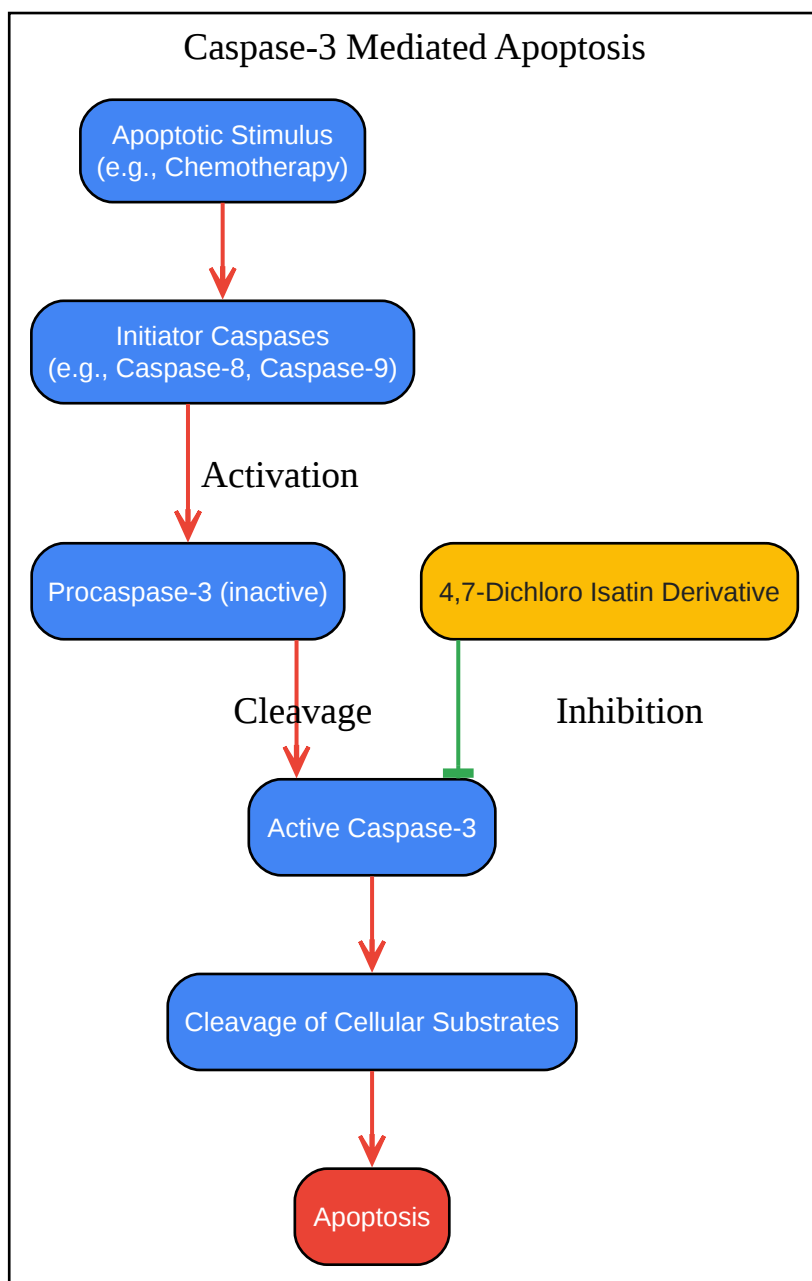 Caspase-3 Mediated Apoptosis
Apoptotic Stimulus
(e.g., Chemotherapy)
Initiator Caspases
(e.g., Caspase-8, Caspase-9)
Activation
Procaspase-3 (inactive)
4,7-Dichloro Isatin Derivative
Cleavage
Inhibition
Active Caspase-3
Cleavage of Cellular Substrates
Apoptosis